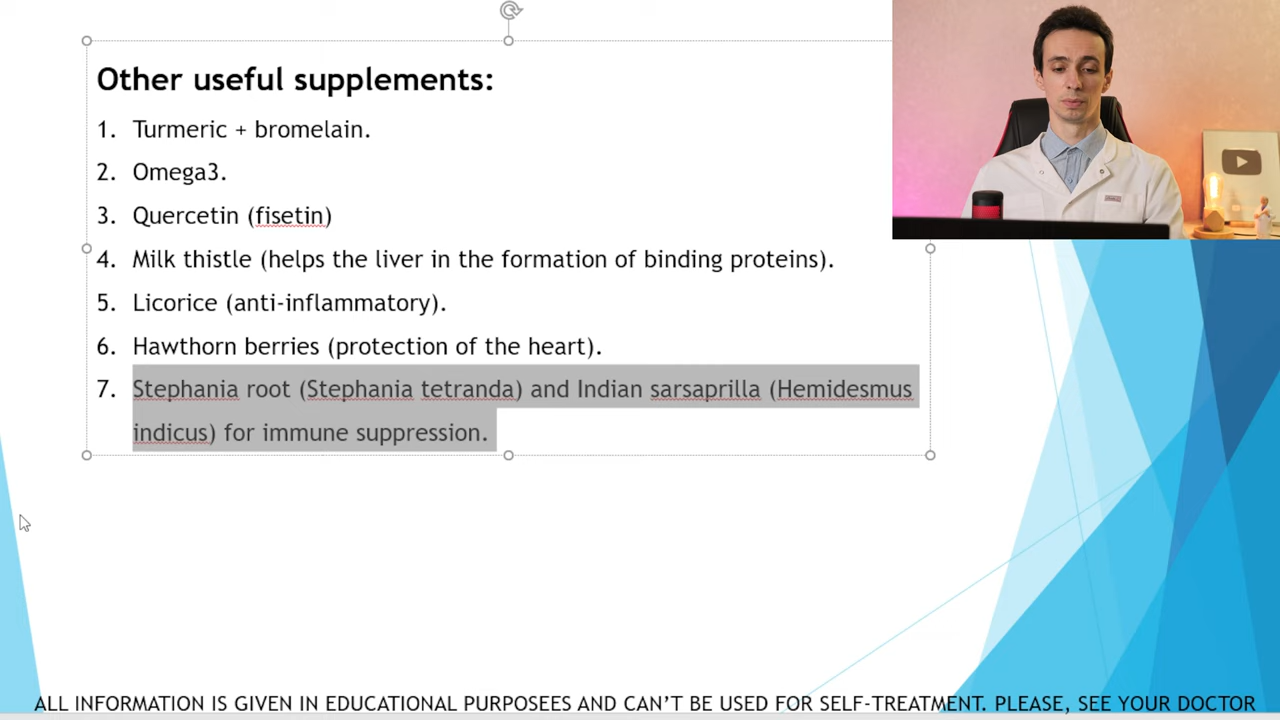 Other useful supplements:
1. Turmeric + bromelain.
2. Omega3.
3. Quercetin (fisetin)
4. Milk thistle (helps the liver in the formation of binding proteins).
5. Licorice (anti-inflammatory).
6. Hawthorn berries (protection of the heart).
7. Stephania root (Stephania tetranda) and Indian sarsaprilla (Hemidesmus
indicus) for immune suppression.
ALL INFORMATION IS GIVEN IN EDUCATIONAL PURPOSEES AND CAN'T BE USED FOR SELF-TREATMENT. PLEASE, SEE YOUR DOCTOR